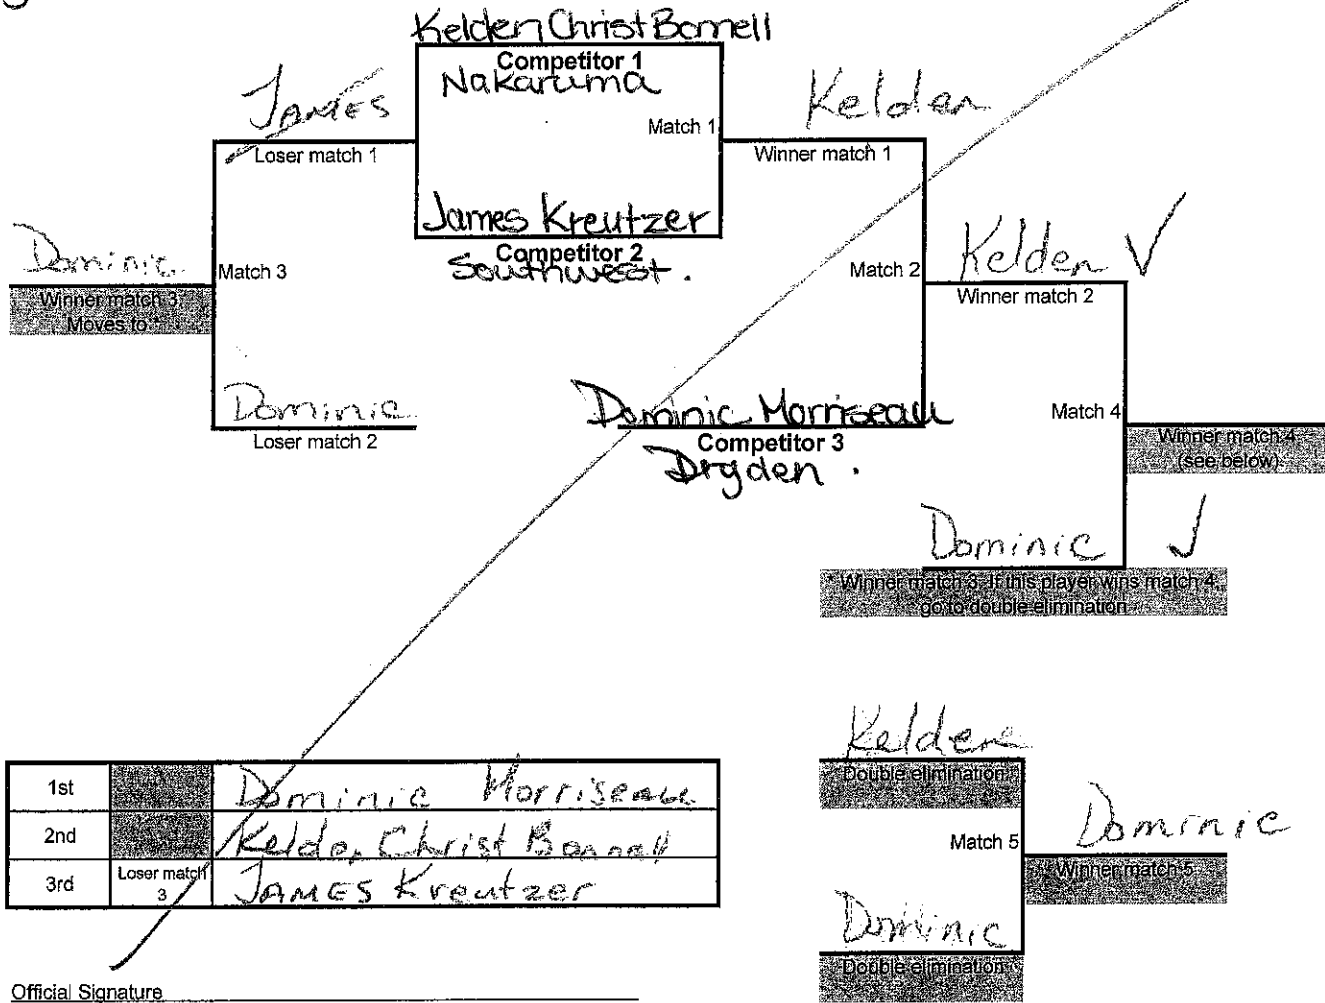 Kelden Christ Bonnell
Competitor 1
Nakaruma
James
Loser match 1
Match 1
Kelden
Winner match 1
James Kreutzer
Competitor 2
Southwest.
Dominic
Winner match 3
Moves to *
Match 3
Match 2
Kelden ✓
Winner match 2
Dominic
Loser match 2
Dominic Morriseau
Competitor 3
Dryden.
Match 4
Winner match 4
(see below)
Dominic ✓
* Winner match 3. If this player wins match 4,
go to double elimination
Kelden
Double elimination
Match 5
Dominic
Winner match 5
Dominic
Double elimination
1st Dominic Morriseau
2nd Kelden Christ Bonnell
3rd Loser match 3 JAMES Kreutzer
Official Signature